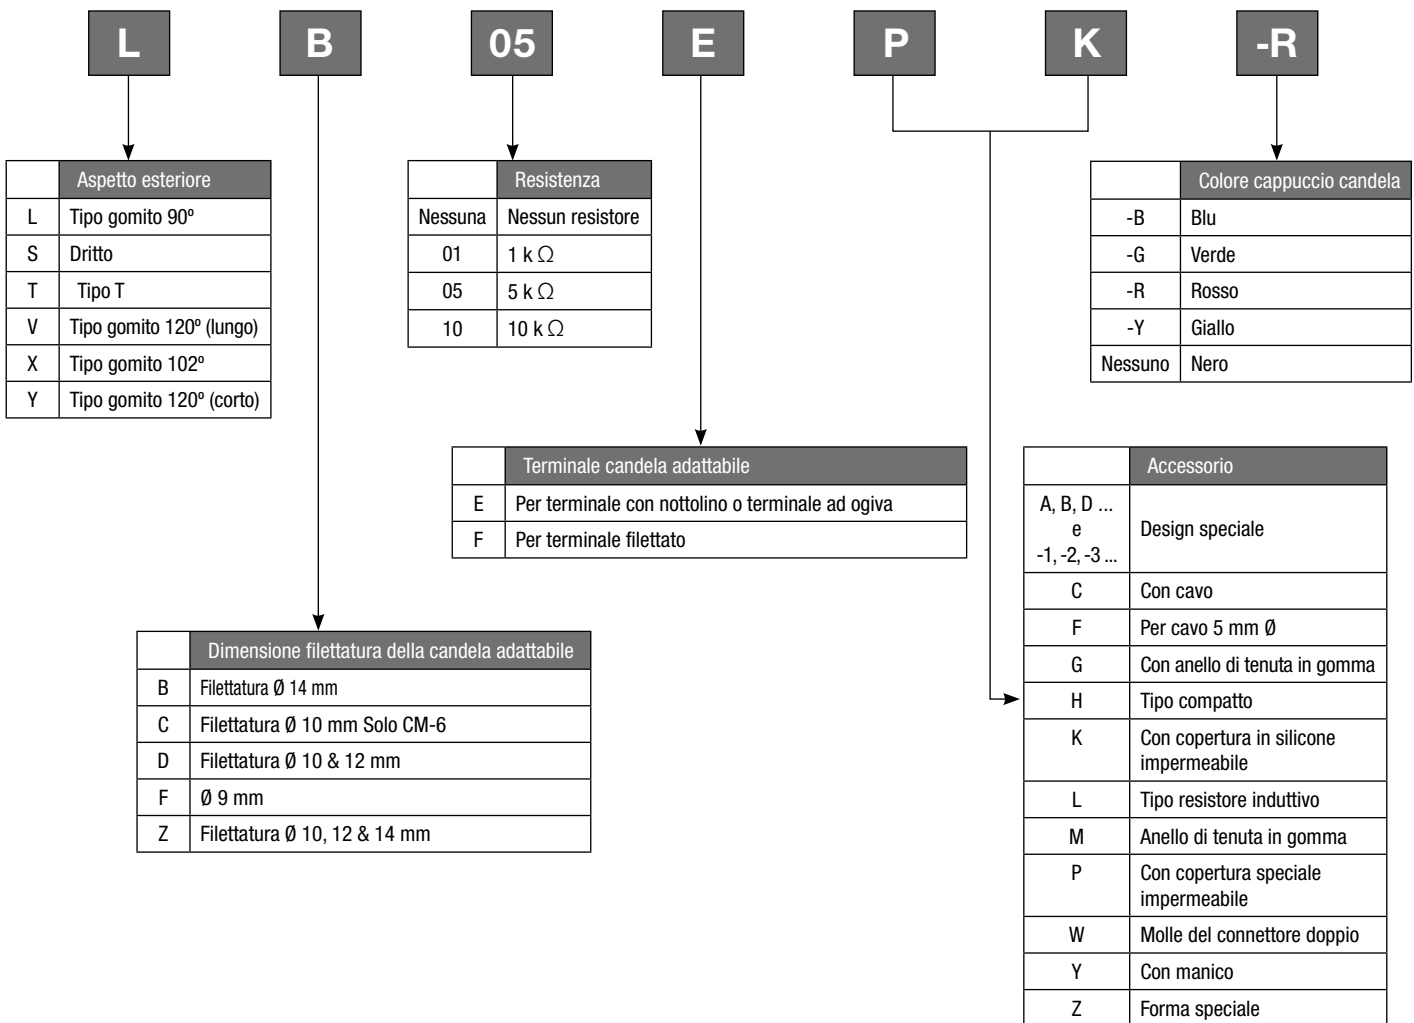 L B 05 E P K -R
Aspetto esteriore
L Tipo gomito 90º
S Dritto
T Tipo T
V Tipo gomito 120º (lungo)
X Tipo gomito 102º
Y Tipo gomito 120º (corto)
Resistenza
Nessuna Nessun resistore
01 1 k Ω
05 5 k Ω
10 10 k Ω
Colore cappuccio candela
-B Blu
-G Verde
-R Rosso
-Y Giallo
Nessuno Nero
Terminale candela adattabile
E Per terminale con nottolino o terminale ad ogiva
F Per terminale filettato
Dimensione filettatura della candela adattabile
B Filettatura Ø 14 mm
C Filettatura Ø 10 mm Solo CM-6
D Filettatura Ø 10 & 12 mm
F Ø 9 mm
Z Filettatura Ø 10, 12 & 14 mm
Accessorio
A, B, D ...
e
-1, -2, -3 ...
Design speciale
C Con cavo
F Per cavo 5 mm Ø
G Con anello di tenuta in gomma
H Tipo compatto
K Con copertura in silicone
impermeabile
L Tipo resistore induttivo
M Anello di tenuta in gomma
P Con copertura speciale
impermeabile
W Molle del connettore doppio
Y Con manico
Z Forma speciale